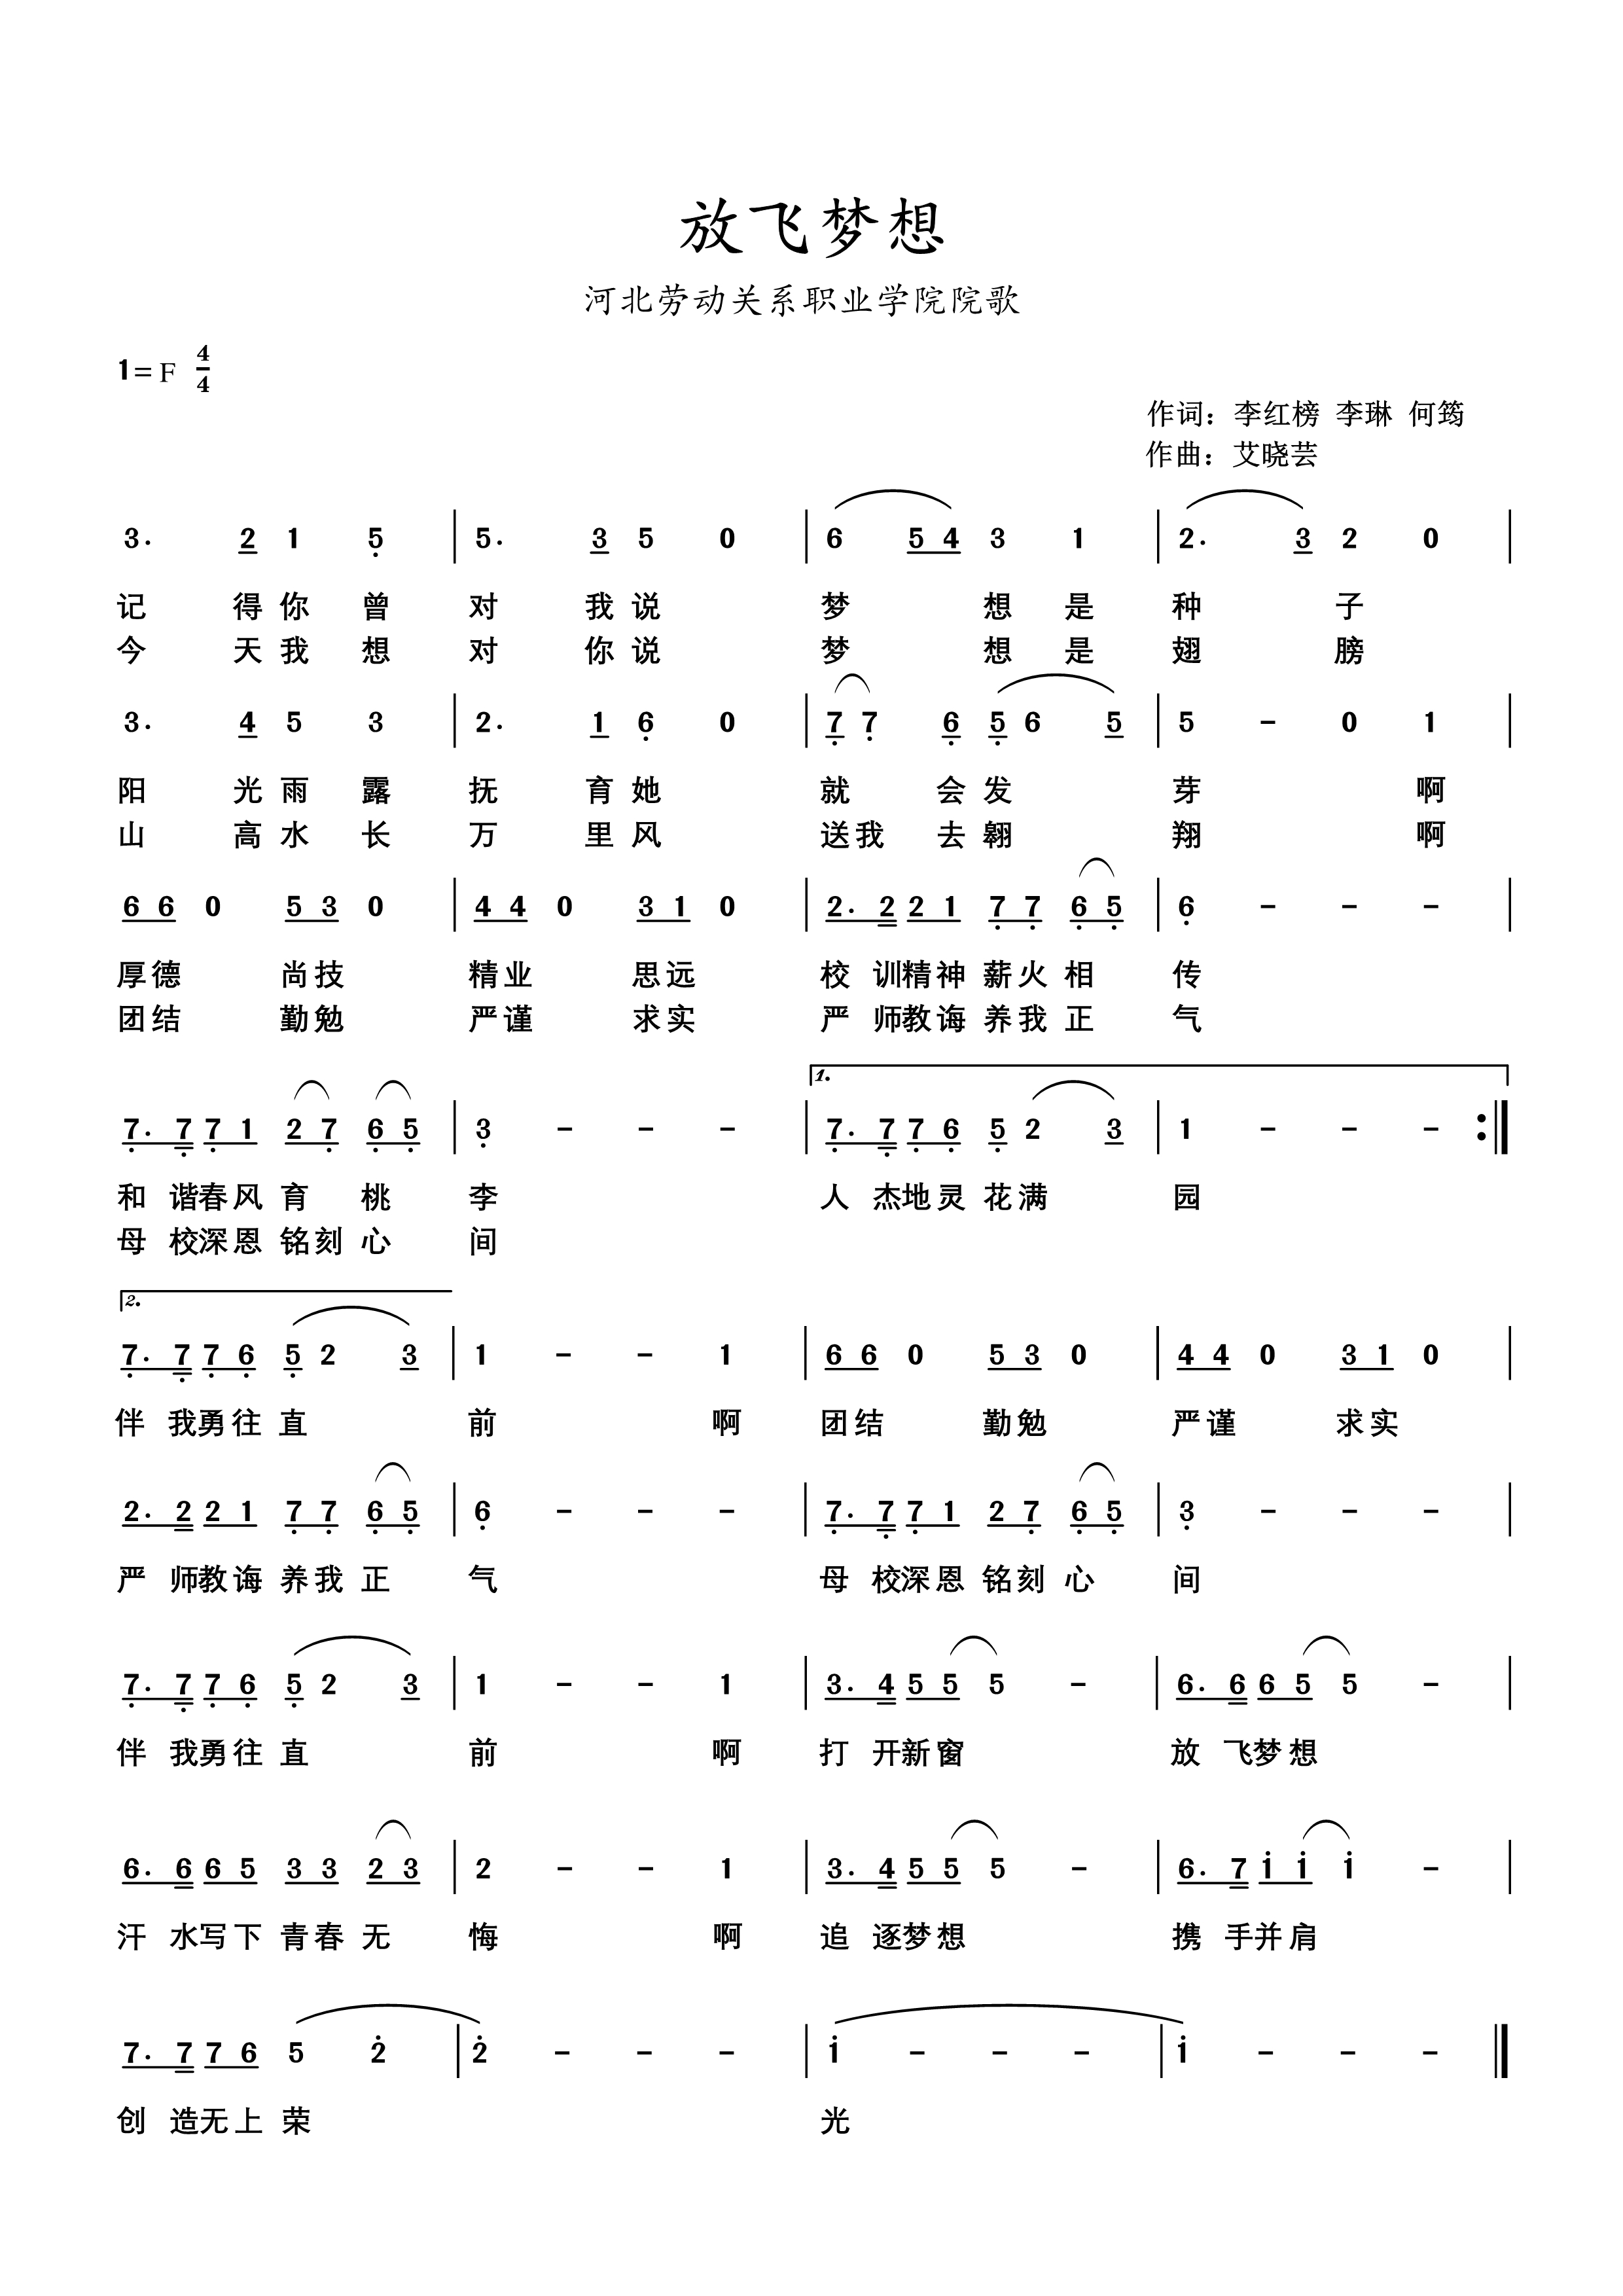 放飞梦想
河北劳动关系职业学院院歌
1=F 4/4
作词：李红榜 李琳 何筠
作曲：艾晓芸
3. 2 1 5 | 5. 3 5 0 | 6 5 4 3 1 | 2. 3 2 0 |
记 得你 曾 对 我说 梦 想 是 种 子
今 天我 想 对 你说 梦 想 是 翅 膀
3. 4 5 3 | 2. 1 6 0 | 7 7 6 5 6 5 | 5 - 0 1 |
阳 光雨 露 抚 育她 就 会发 芽 啊
山 高水 长 万 里风 送我 去翱 翔 啊
6 6 0 5 3 0 | 4 4 0 3 1 0 | 2. 2 2 1 7 7 6 5 | 6 - - - |
厚德 尚技 精业 思远 校 训精神薪火相 传
团结 勤勉 严谨 求实 严 师教诲养我正 气
1.
7. 7 7 1 2 7 6 5 | 3 - - - | 7. 7 7 6 5 2 3 | 1 - - - :|
和 谐春风育 桃 李 人 杰地灵花满 园
母 校深恩铭刻心 间
2.
7. 7 7 6 5 2 3 | 1 - - 1 | 6 6 0 5 3 0 | 4 4 0 3 1 0 |
伴 我勇往直 前 啊 团结 勤勉 严谨 求实
2. 2 2 1 7 7 6 5 | 6 - - - | 7. 7 7 1 2 7 6 5 | 3 - - - |
严 师教诲养我正 气 母 校深恩铭刻心 间
7. 7 7 6 5 2 3 | 1 - - 1 | 3. 4 5 5 5 - | 6. 6 6 5 5 - |
伴 我勇往直 前 啊 打 开新窗 放 飞梦想
6. 6 6 5 3 3 2 3 | 2 - - 1 | 3. 4 5 5 5 - | 6. 7 1 1 1 - |
汗 水写下青春无 悔 啊 追 逐梦想 携 手并肩
7. 7 7 6 5 2 | 2 - - - | 1 - - - | 1 - - - |
创 造无上荣 光